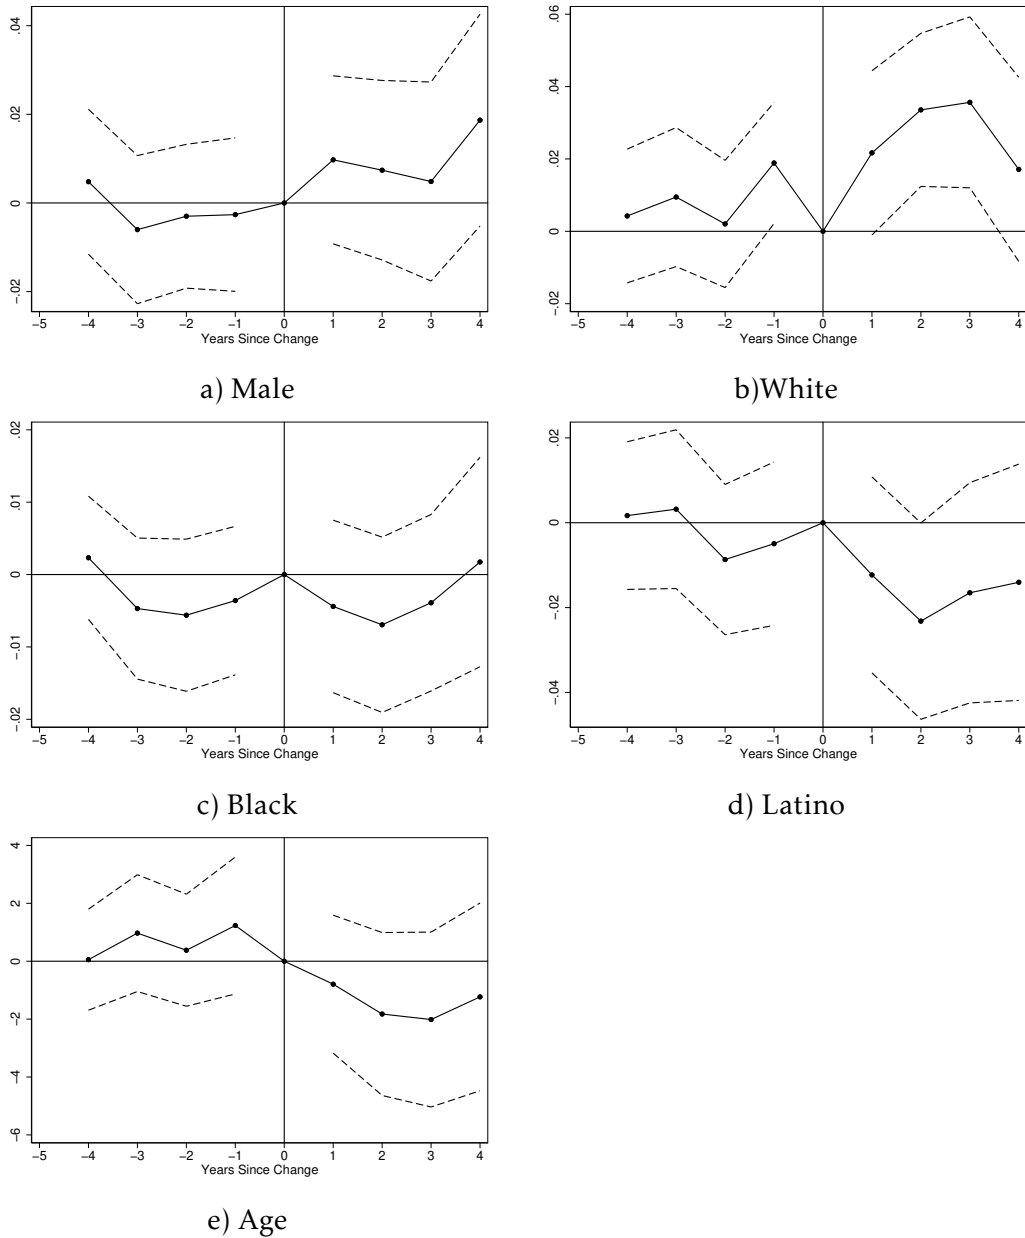 .04
.02
0
−.02
−5 −4 −3 −2 −1 0 1 2 3 4
Years Since Change
a) Male
.06
.04
.02
0
−.02
−5 −4 −3 −2 −1 0 1 2 3 4
Years Since Change
b)White
.02
.01
0
−.01
−.02
−5 −4 −3 −2 −1 0 1 2 3 4
Years Since Change
c) Black
.02
0
−.02
−.04
−5 −4 −3 −2 −1 0 1 2 3 4
Years Since Change
d) Latino
4
2
0
−2
−4
−6
−5 −4 −3 −2 −1 0 1 2 3 4
Years Since Change
e) Age